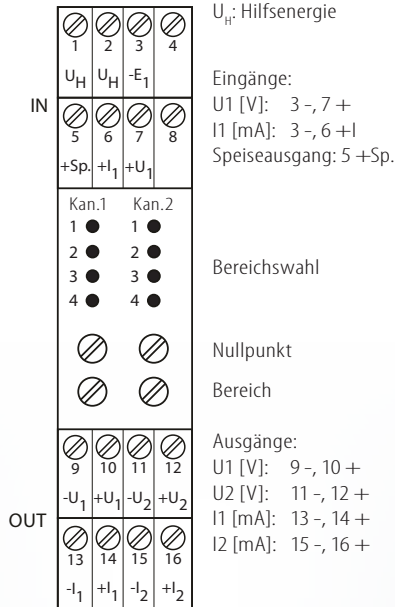 1 2 3 4
U_H U_H -E_1
IN
5 6 7 8
+Sp. +I_1 +U_1
Kan.1 Kan.2
1 1
2 2
3 3
4 4
9 10 11 12
-U_1 +U_1 -U_2 +U_2
OUT
13 14 15 16
-I_1 +I_1 -I_2 +I_2
U_H: Hilfsenergie
Eingänge:
U1 [V]: 3 -, 7 +
I1 [mA]: 3 -, 6 +I
Speiseausgang: 5 +Sp.
Bereichswahl
Nullpunkt
Bereich
Ausgänge:
U1 [V]: 9 -, 10 +
U2 [V]: 11 -, 12 +
I1 [mA]: 13 -, 14 +
I2 [mA]: 15 -, 16 +